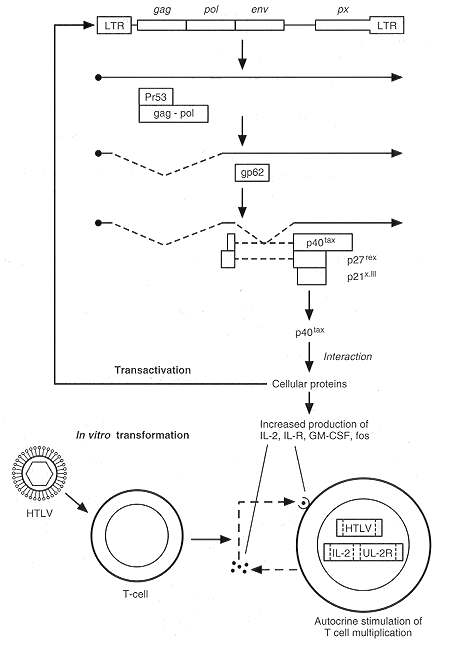 gag pol env px
LTR LTR
Pr53
gag - pol
gp62
p40tax
p27rex
p21x.III
p40tax
Interaction
Transactivation
Cellular proteins
Increased production of
IL-2, IL-R, GM-CSF, fos
In vitro transformation
HTLV
T-cell
HTLV
IL-2 UL-2R
Autocrine stimulation of
T cell multiplication